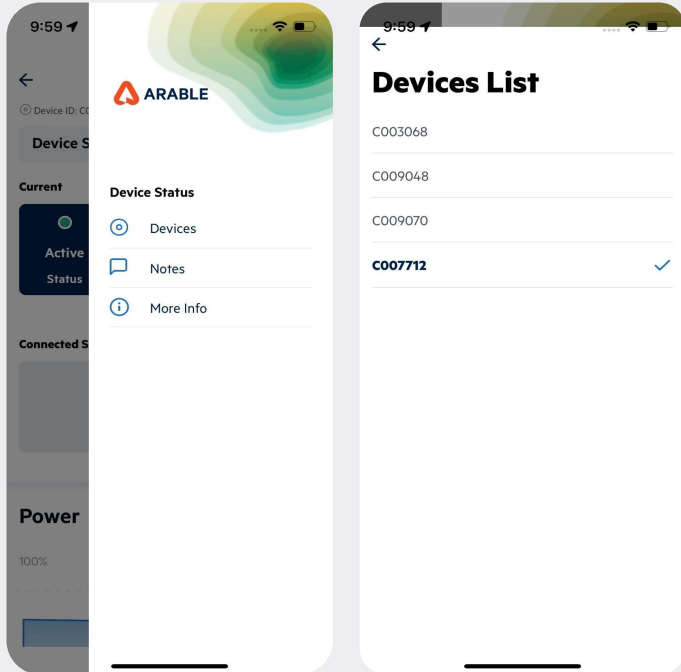 9:59
Device ID: C
Device S
Current
Active
Status
Connected S
Power
100%
ARABLE
Device Status
Devices
Notes
More Info
9:59
Devices List
C003068
C009048
C009070
C007712